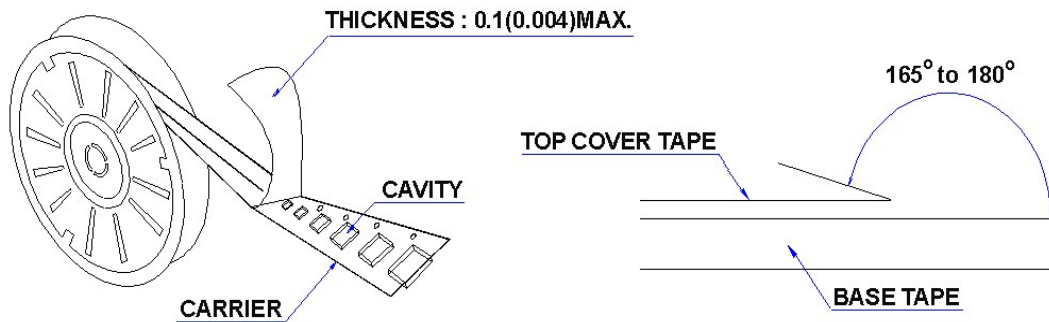 THICKNESS : 0.1(0.004)MAX.
165° to 180°
TOP COVER TAPE
CAVITY
BASE TAPE
CARRIER